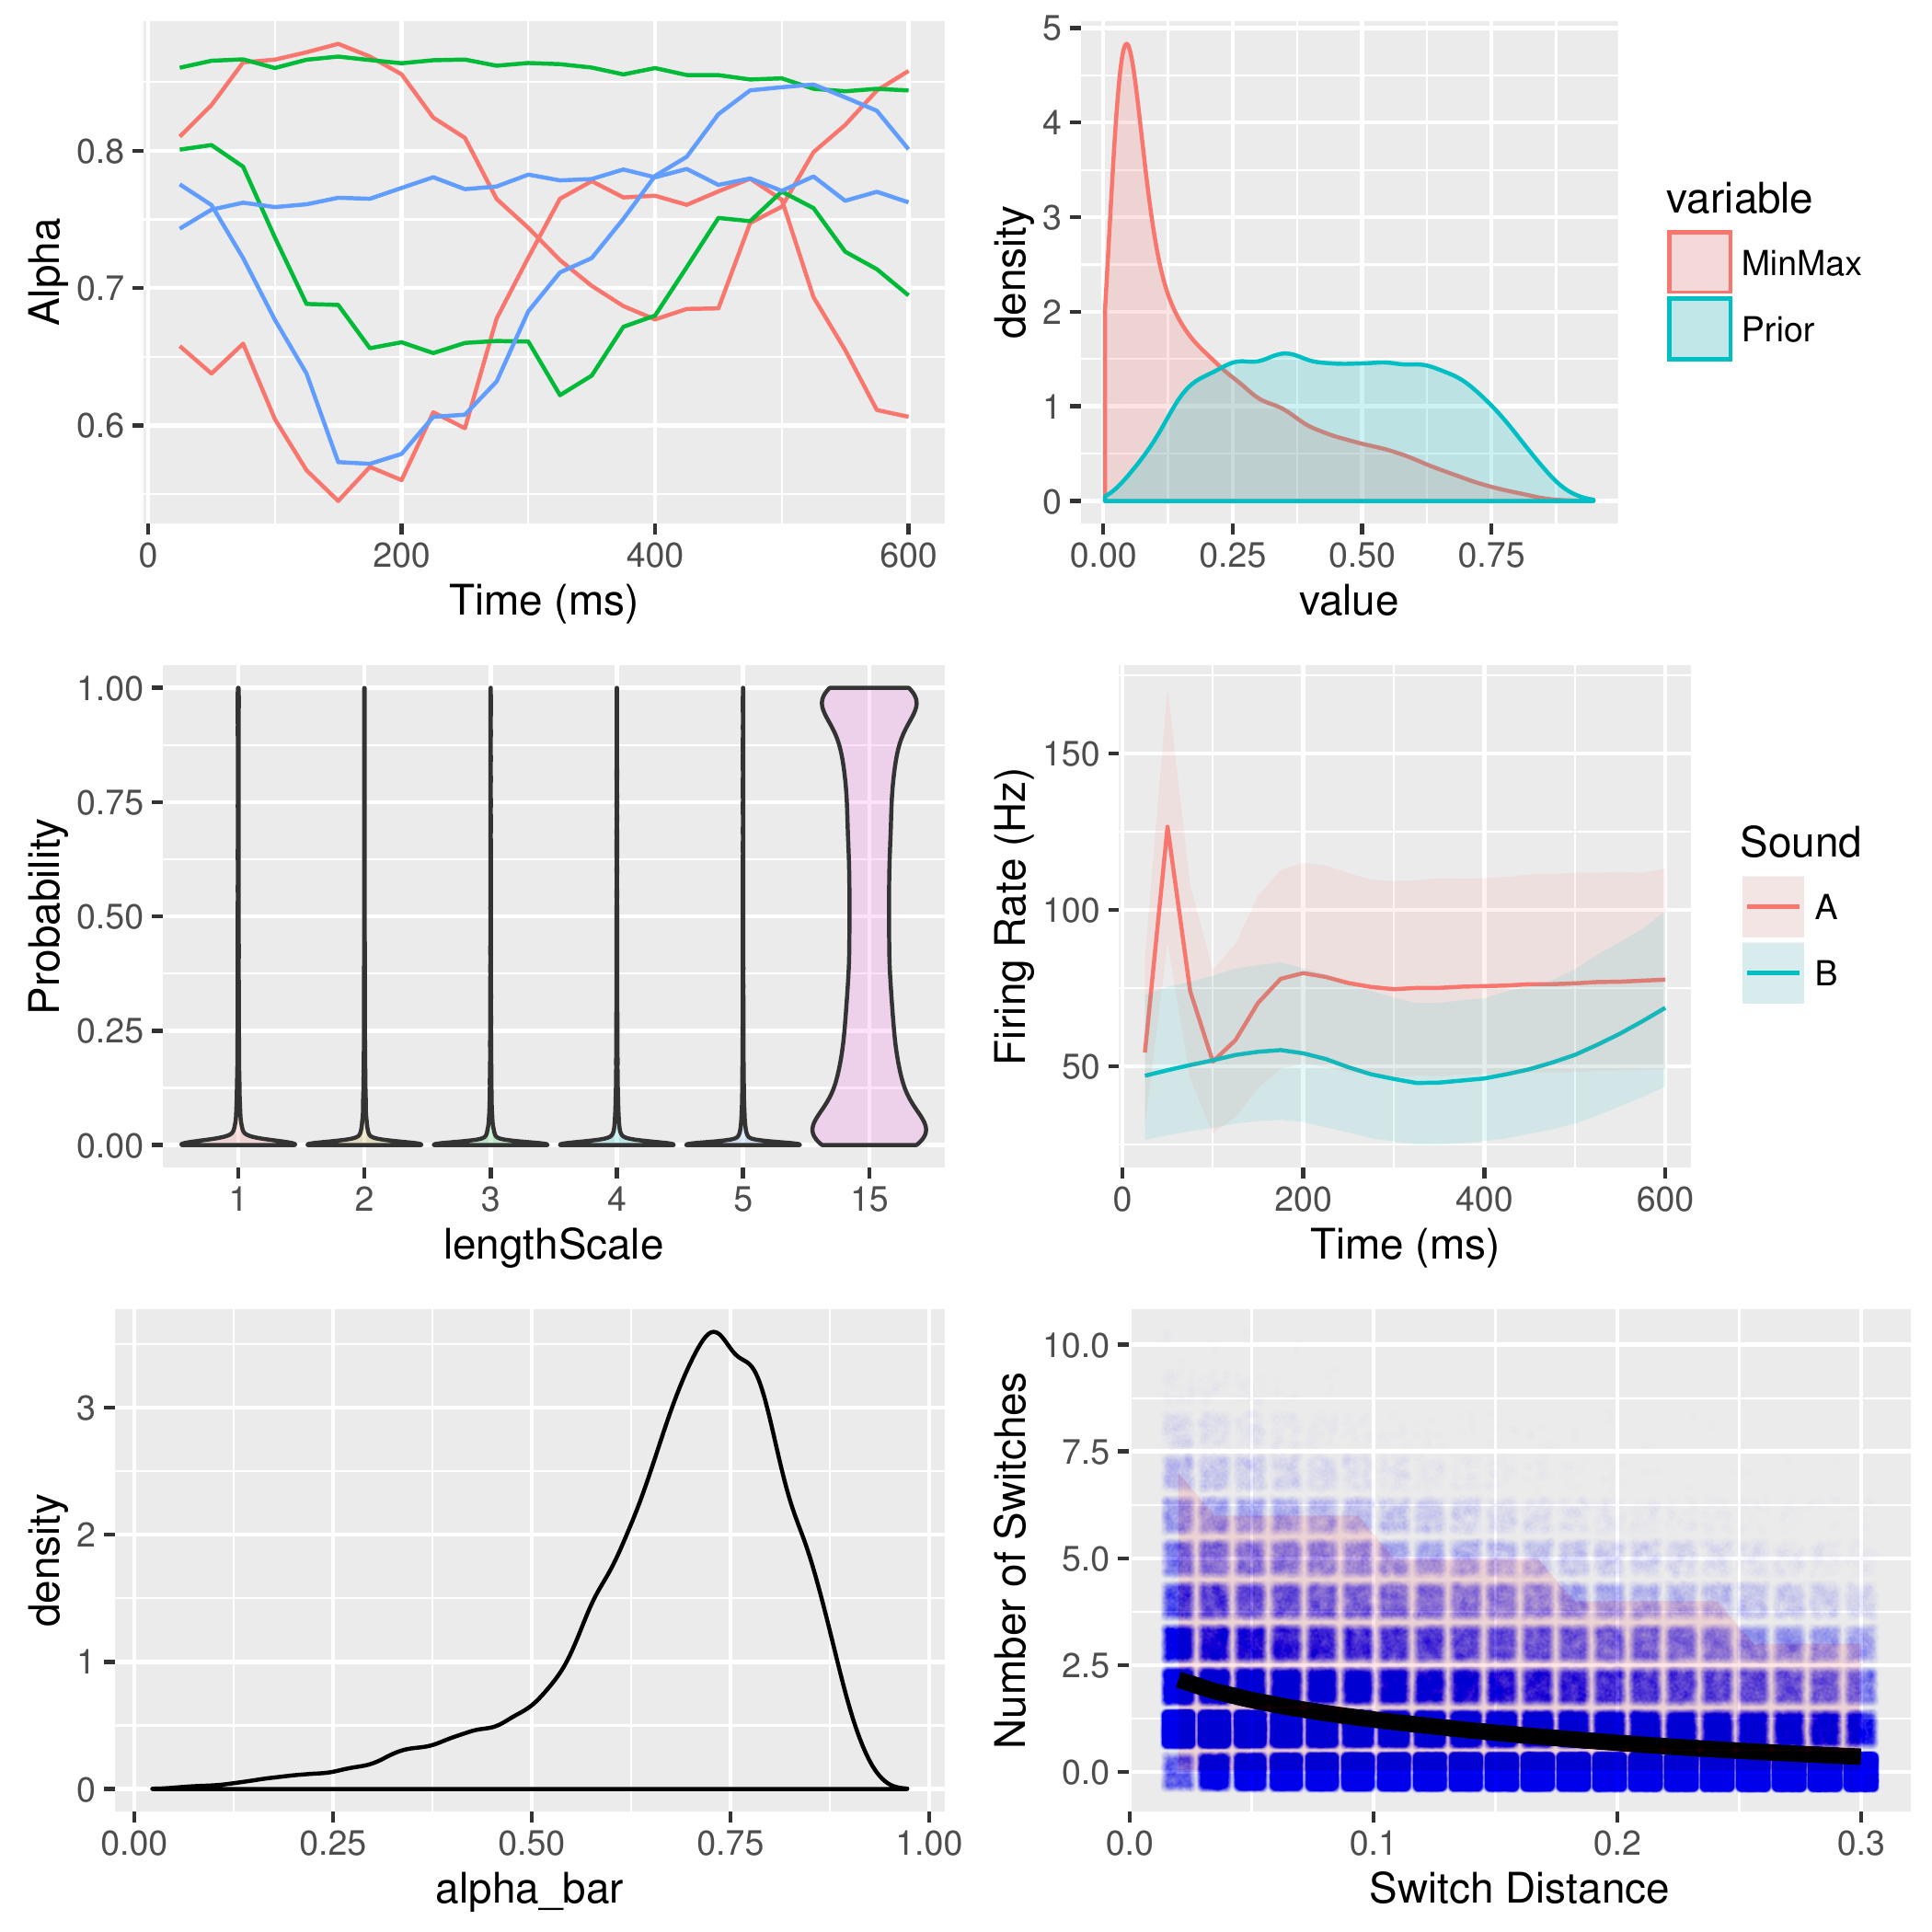 Alpha
0.8
0.7
0.6
0
200
400
600
Time (ms)
density
5
4
3
2
1
0
0.00
0.25
0.50
0.75
value
variable
MinMax
Prior
Probability
1.00
0.75
0.50
0.25
0.00
1
2
3
4
5
15
lengthScale
Firing Rate (Hz)
150
100
50
0
200
400
600
Time (ms)
Sound
A
B
density
3
2
1
0
0.00
0.25
0.50
0.75
1.00
alpha_bar
Number of Switches
10.0
7.5
5.0
2.5
0.0
0.0
0.1
0.2
0.3
Switch Distance